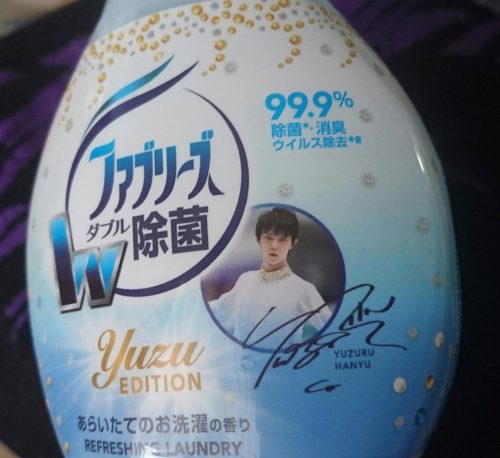 99.9%
除菌*・消臭
ウイルス除去*2
ファブリーズ
ダブル
W除菌
YUZURU
HANYU
Yuzu
EDITION
あらいたてのお洗濯の香り
REFRESHING LAUNDRY